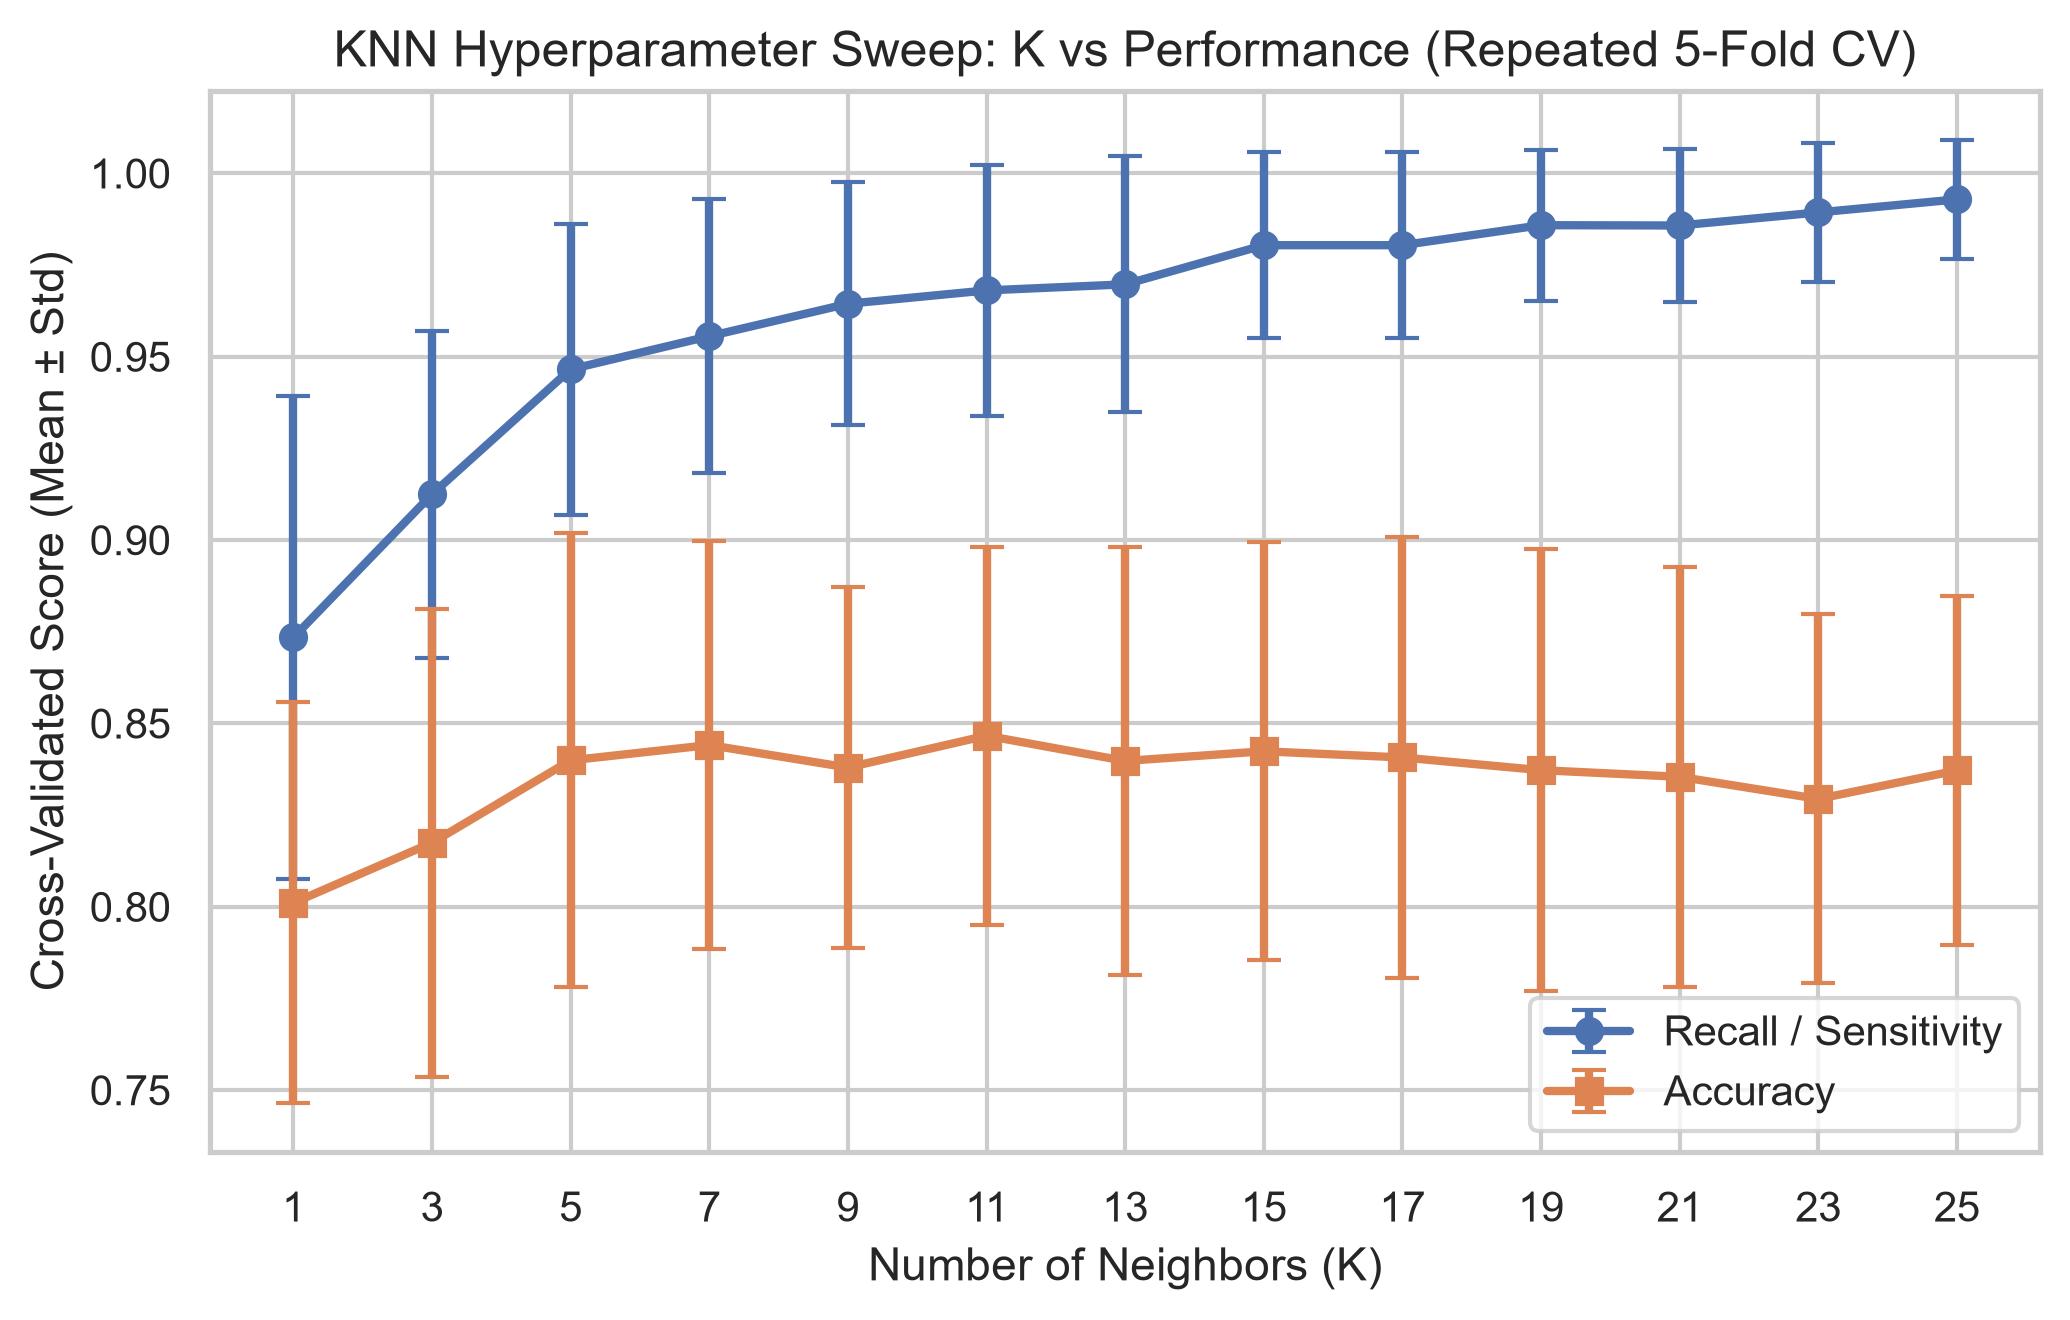 KNN Hyperparameter Sweep: K vs Performance (Repeated 5-Fold CV)
Cross-Validated Score (Mean ± Std)
1.00
0.95
0.90
0.85
0.80
0.75
Recall / Sensitivity
Accuracy
1 3 5 7 9 11 13 15 17 19 21 23 25
Number of Neighbors (K)